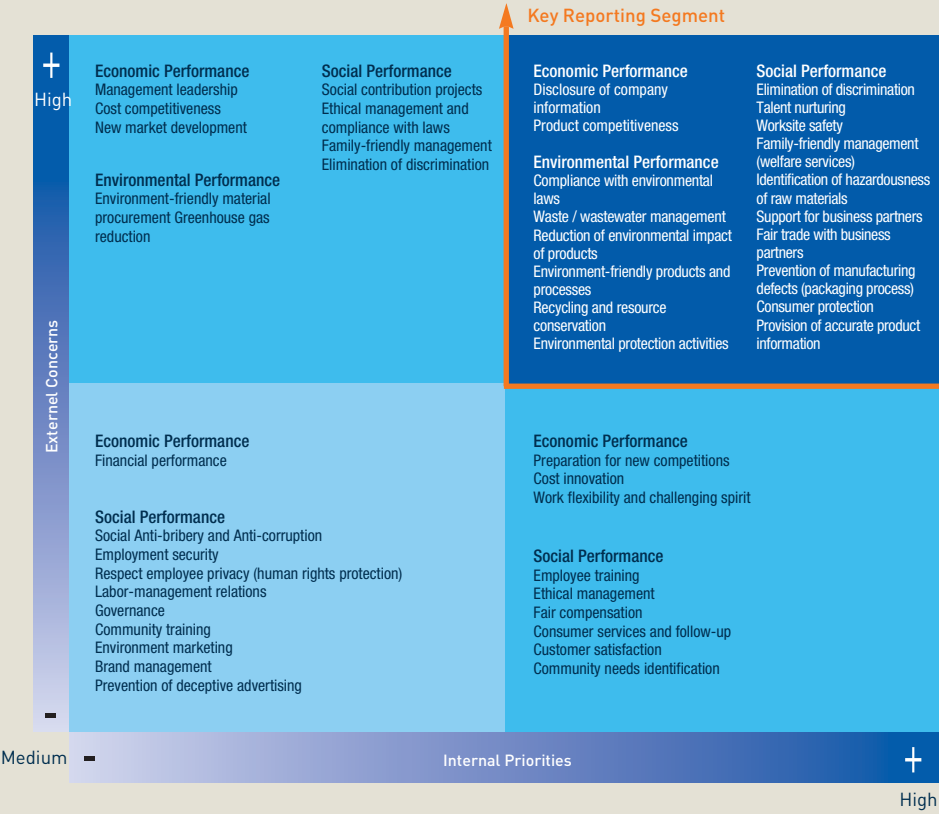 Key Reporting Segment
+
High
Externel Concerns
-
Medium
Economic Performance
Management leadership
Cost competitiveness
New market development
Environmental Performance
Environment-friendly material
procurement Greenhouse gas
reduction
Social Performance
Social contribution projects
Ethical management and
compliance with laws
Family-friendly management
Elimination of discrimination
Economic Performance
Disclosure of company
information
Product competitiveness
Environmental Performance
Compliance with environmental
laws
Waste / wastewater management
Reduction of environmental impact
of products
Environment-friendly products and
processes
Recycling and resource
conservation
Environmental protection activities
Social Performance
Elimination of discrimination
Talent nurturing
Worksite safety
Family-friendly management
(welfare services)
Identification of hazardousness
of raw materials
Support for business partners
Fair trade with business
partners
Prevention of manufacturing
defects (packaging process)
Consumer protection
Provision of accurate product
information
Economic Performance
Financial performance
Social Performance
Social Anti-bribery and Anti-corruption
Employment security
Respect employee privacy (human rights protection)
Labor-management relations
Governance
Community training
Environment marketing
Brand management
Prevention of deceptive advertising
Economic Performance
Preparation for new competitions
Cost innovation
Work flexibility and challenging spirit
Social Performance
Employee training
Ethical management
Fair compensation
Consumer services and follow-up
Customer satisfaction
Community needs identification
-
Internal Priorities
+
High